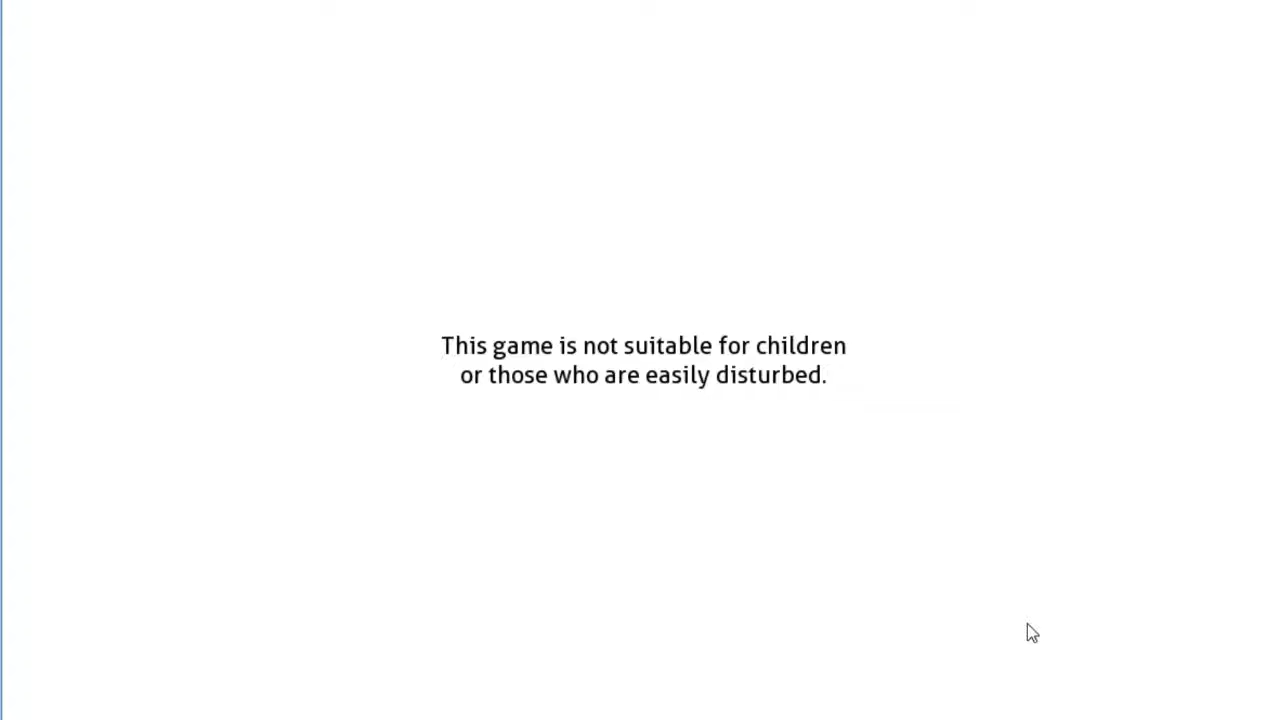 This game is not suitable for children
or those who are easily disturbed.